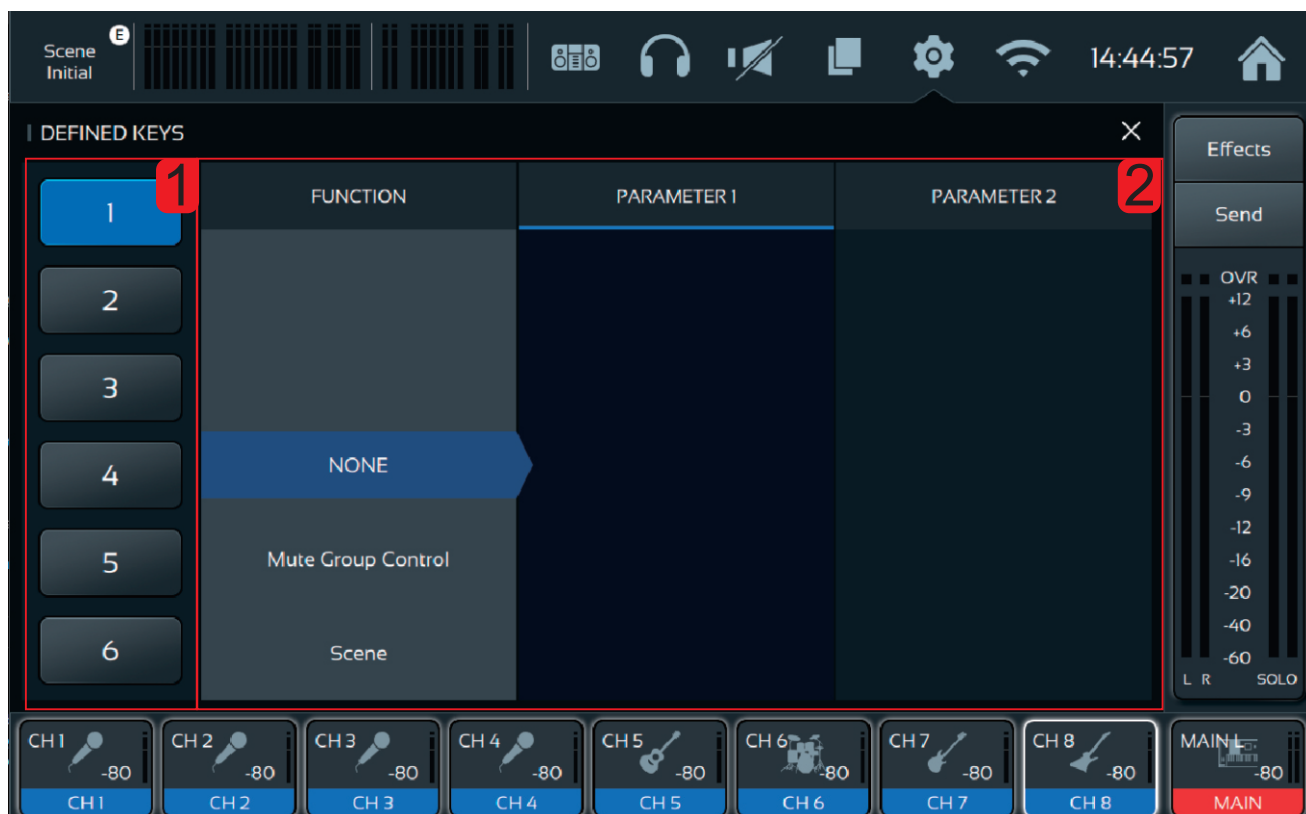 Scene
Initial
E
14:44:57
DEFINED KEYS
1
2
3
4
5
6
1
FUNCTION
PARAMETER 1
PARAMETER 2
2
NONE
Mute Group Control
Scene
Effects
Send
OVR
+12
+6
+3
0
-3
-6
-9
-12
-16
-20
-40
-60
L R SOLO
CH 1
-80
CH 1
CH 2
-80
CH 2
CH 3
-80
CH 3
CH 4
-80
CH 4
CH 5
-80
CH 5
CH 6
-80
CH 6
CH 7
-80
CH 7
CH 8
-80
CH 8
MAIN L
-80
MAIN